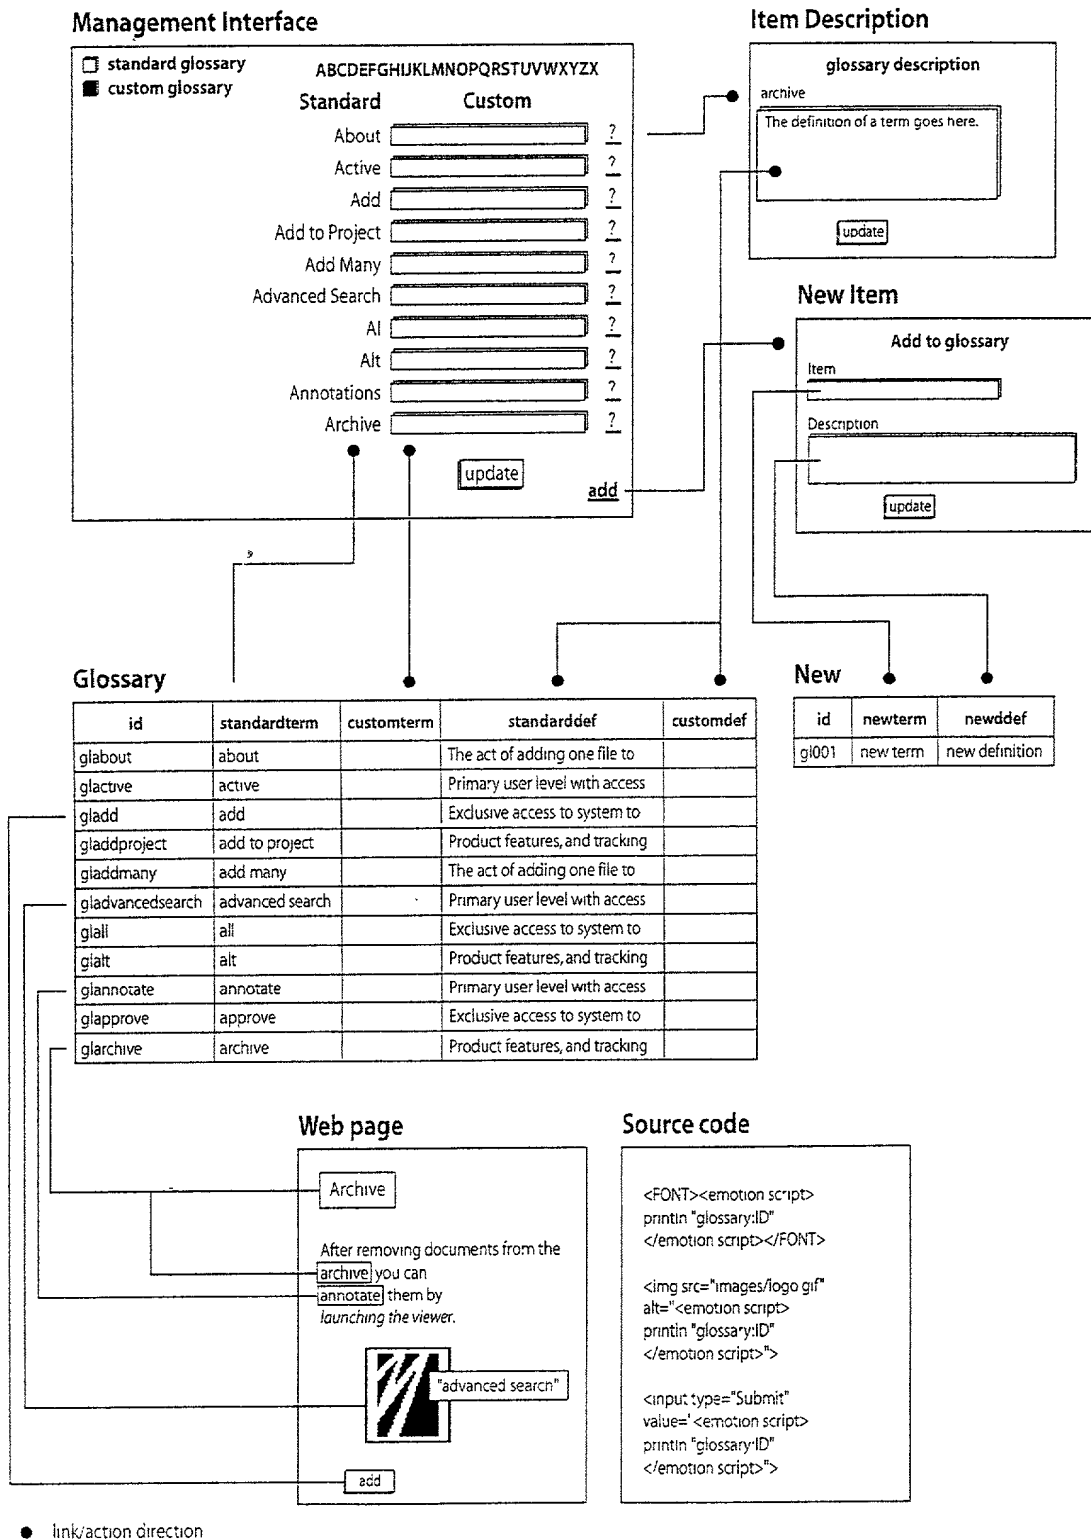 Management Interface
standard glossary
custom glossary
ABCDEFGHIJKLMNOPQRSTUVWXYZX
Standard Custom
About ?
Active ?
Add ?
Add to Project ?
Add Many ?
Advanced Search ?
Al ?
Alt ?
Annotations ?
Archive ?
update
add
Item Description
glossary description
archive
The definition of a term goes here.
update
New Item
Add to glossary
Item
Description
update
Glossary
id standardterm customterm standarddef customdef
glabout about The act of adding one file to
glactive active Primary user level with access
gladd add Exclusive access to system to
gladdproject add to project Product features, and tracking
gladdmany add many The act of adding one file to
gladvancedsearch advanced search Primary user level with access
glall all Exclusive access to system to
glalt alt Product features, and tracking
glannotate annotate Primary user level with access
glapprove approve Exclusive access to system to
glarchive archive Product features, and tracking
New
id newterm newddef
gl001 new term new definition
Web page
Archive
After removing documents from the
archive you can
annotate them by
launching the viewer.
"advanced search"
add
Source code
<FONT><emotion script>
println "glossary:ID"
</emotion script></FONT>
<img src="images/logo gif"
alt="<emotion script>
println "glossary:ID"
</emotion script>">
<input type="Submit"
value='<emotion script>
println "glossary:ID"
</emotion script>">
link/action direction